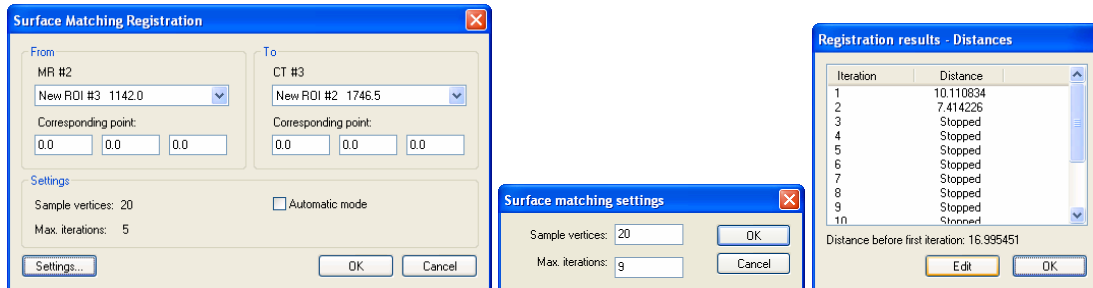 Surface Matching Registration
From
MR #2
New ROI #3 1142.0
Corresponding point:
0.0 0.0 0.0
To
CT #3
New ROI #2 1746.5
Corresponding point:
0.0 0.0 0.0
Settings
Sample vertices: 20
Automatic mode
Max. iterations: 5
Settings... OK Cancel
Surface matching settings
Sample vertices: 20 OK
Max. iterations: 9 Cancel
Registration results - Distances
Iteration Distance
1 10.110834
2 7.414226
3 Stopped
4 Stopped
5 Stopped
6 Stopped
7 Stopped
8 Stopped
9 Stopped
10 Stopped
Distance before first iteration: 16.995451
Edit OK